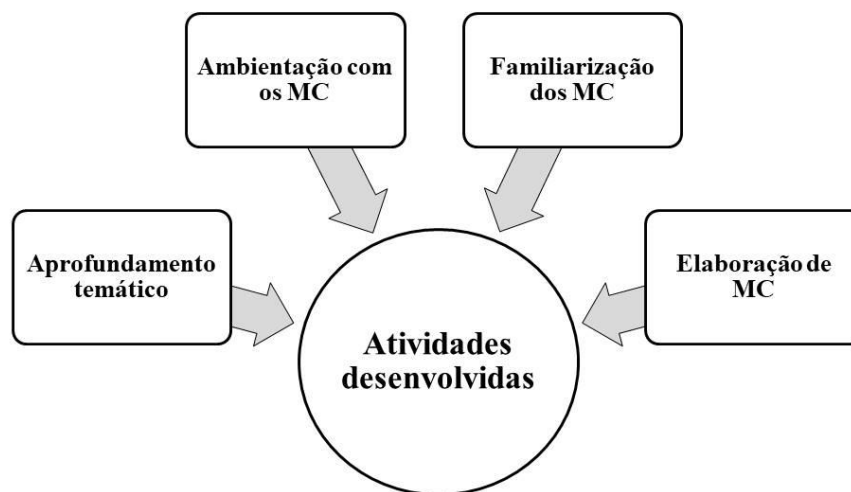 Ambientação com
os MC
Familiarização
dos MC
Aprofundamento
temático
Elaboração de
MC
Atividades
desenvolvidas